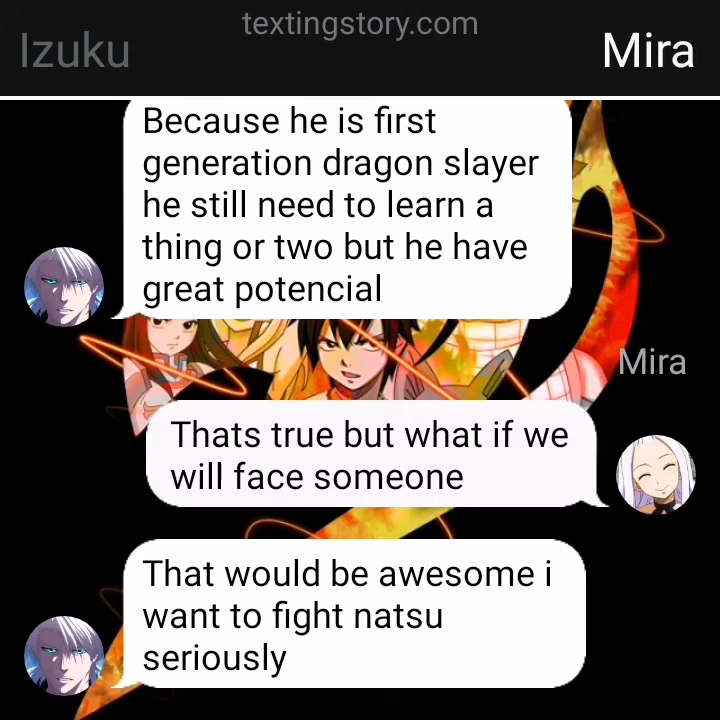 textingstory.com
Izuku
Mira
Because he is first
generation dragon slayer
he still need to learn a
thing or two but he have
great potencial
Mira
Thats true but what if we
will face someone
That would be awesome i
want to fight natsu
seriously